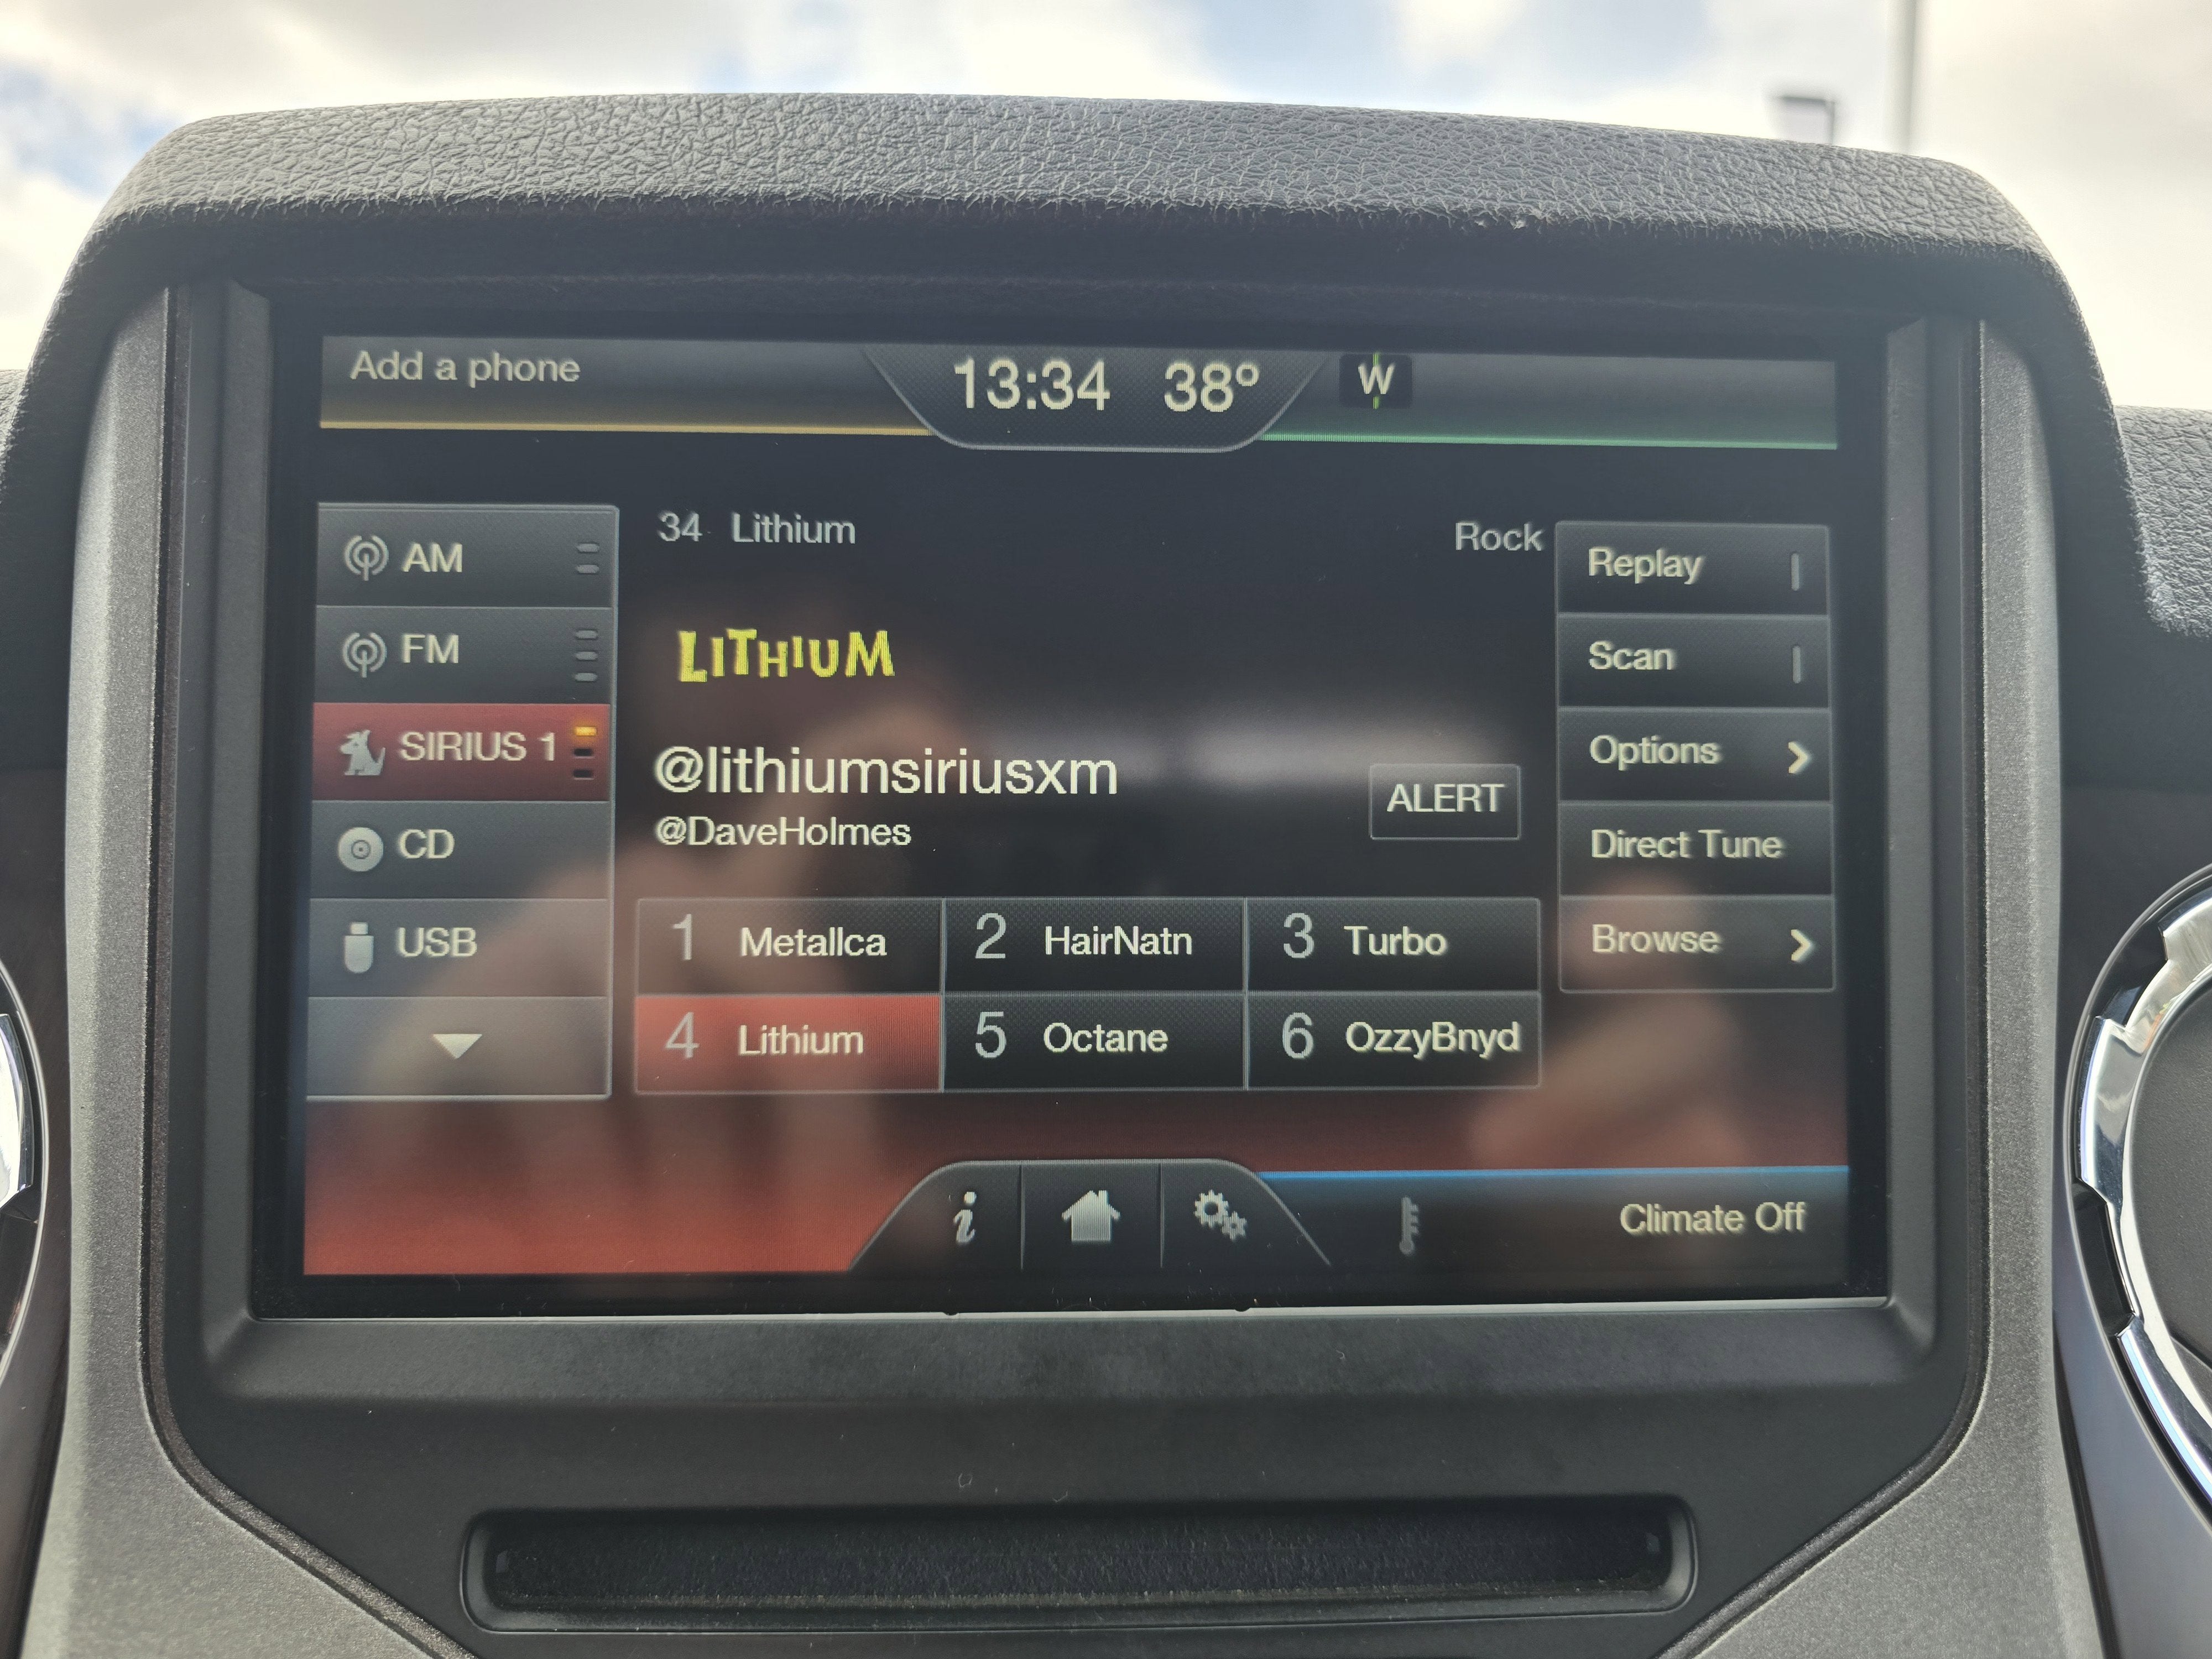 Add a phone
13:34 38º W
34 Lithium
Rock
AM
FM
SIRIUS 1
CD
USB
LITHIUM
@lithiumsiriusxm
@DaveHolmes
ALERT
1 Metallca
2 HairNatn
3 Turbo
4 Lithium
5 Octane
6 OzzyBnyd
Replay
Scan
Options
Direct Tune
Browse
i
Climate Off